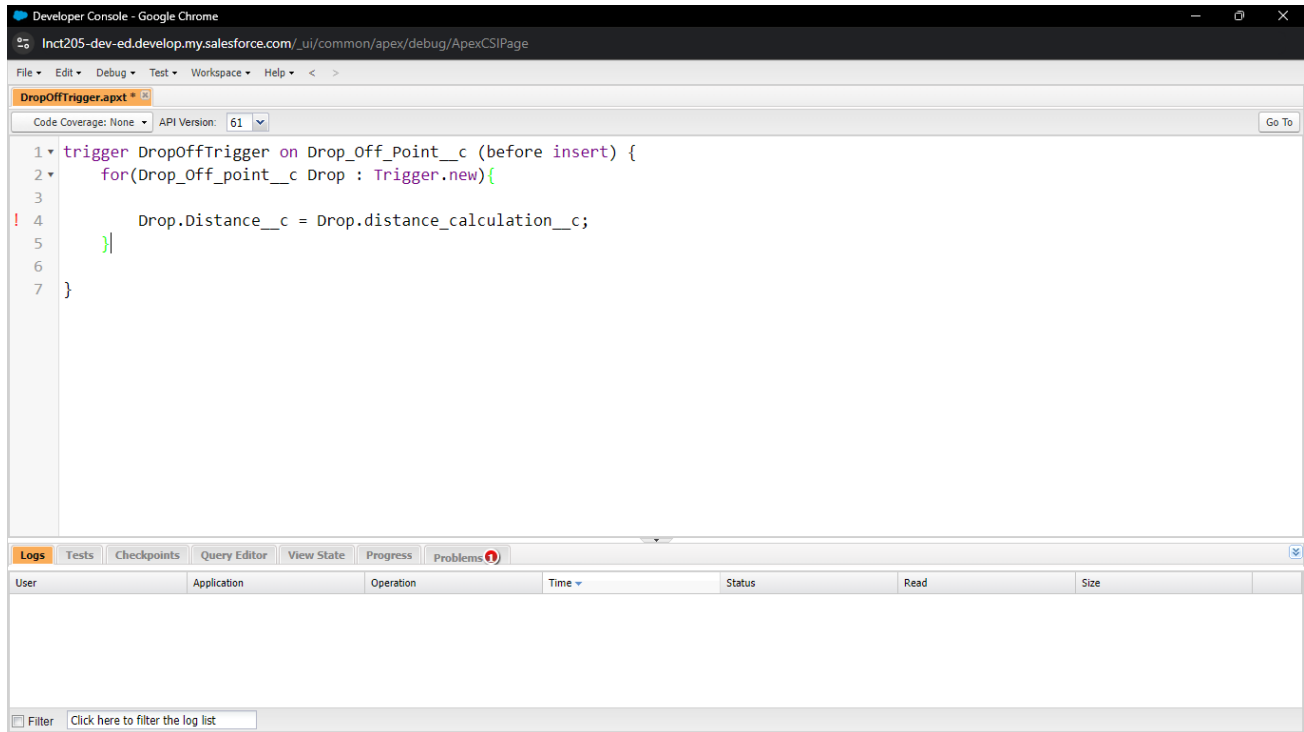 Developer Console - Google Chrome
lnct205-dev-ed.develop.my.salesforce.com/_ui/common/apex/debug/ApexCSIPage
File Edit Debug Test Workspace Help < >
DropOffTrigger.apxt *
Code Coverage: None API Version: 61 Go To
1 trigger DropOffTrigger on Drop_Off_Point__c (before insert) {
2 for(Drop_Off_point__c Drop : Trigger.new){
3
! 4 Drop.Distance__c = Drop.distance_calculation__c;
5 }
6
7 }
Logs Tests Checkpoints Query Editor View State Progress Problems 1
User Application Operation Time Status Read Size
Filter Click here to filter the log list